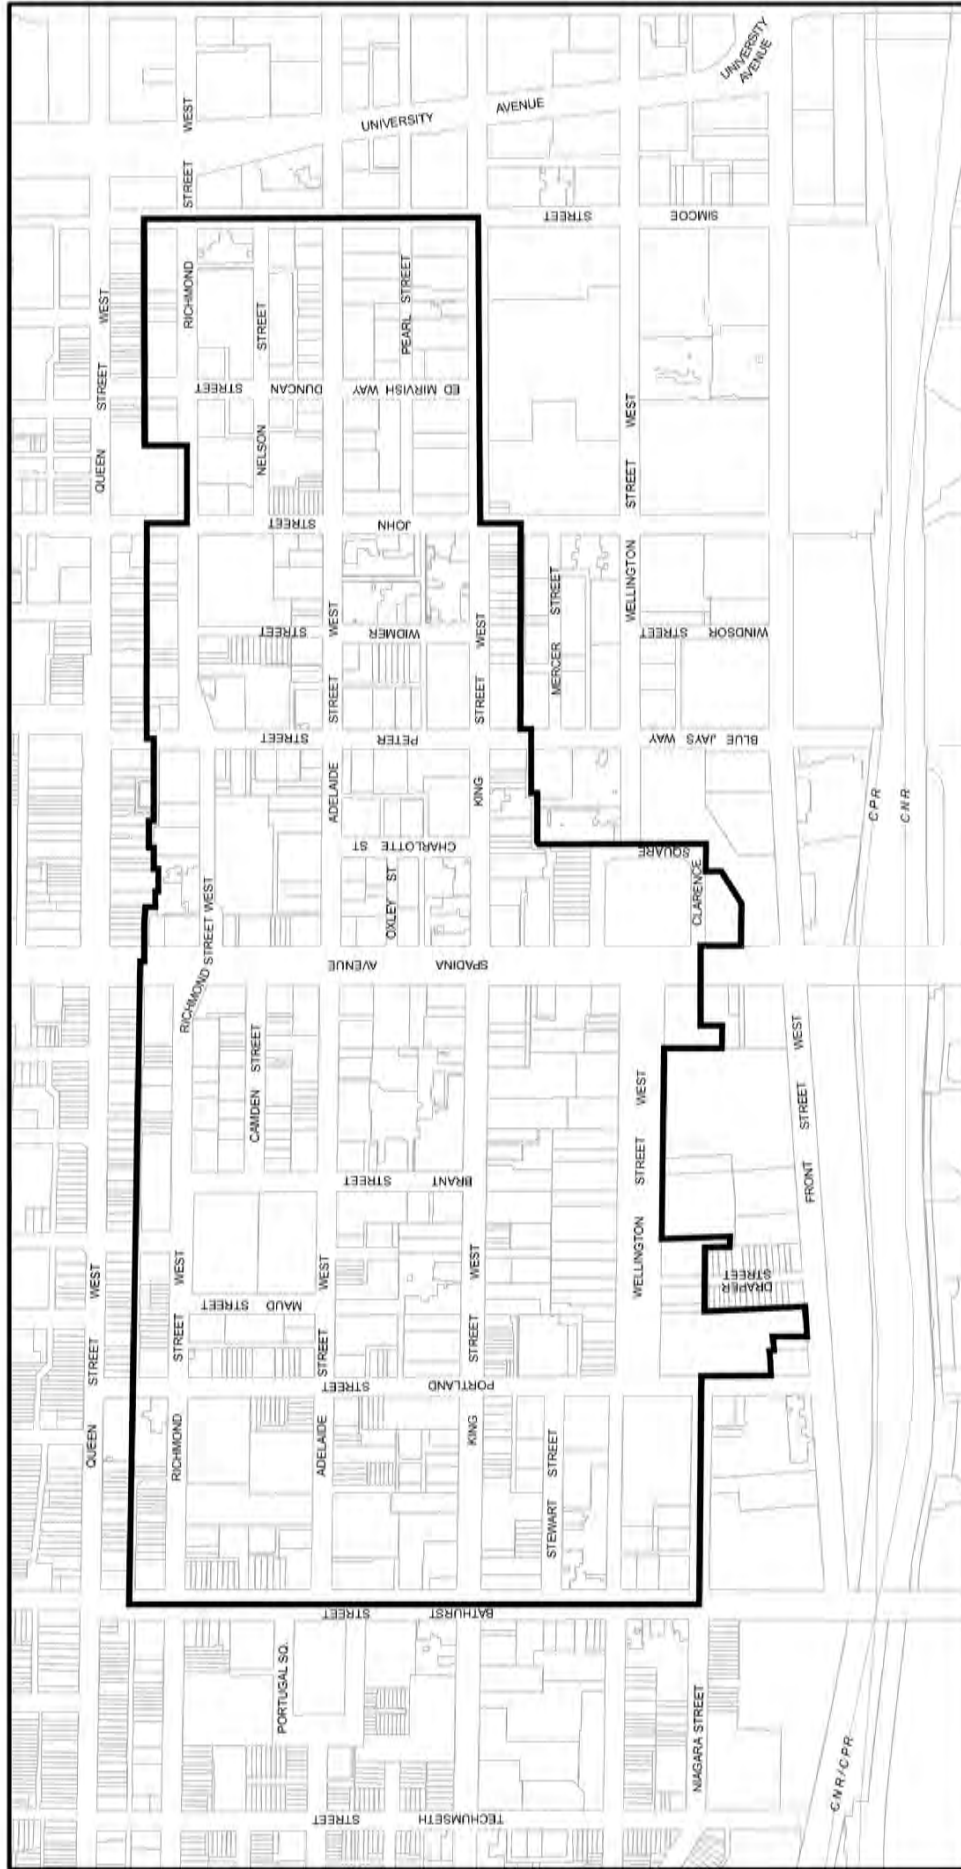 QUEEN STREET WEST
QUEEN STREET WEST
RICHMOND STREET WEST
RICHMOND STREET WEST
RICHMOND STREET WEST
PORTUGAL SQ.
CAMDEN STREET
NELSON STREET
MAUD STREET
DUNCAN STREET
ADELAIDE STREET WEST
ADELAIDE STREET WEST
TECHUMSETH STREET
BATHURST STREET
PORTLAND STREET
BRANT STREET
SPADINA AVENUE
OXLEY ST
CHARLOTTE ST
PETER STREET
WIDMER STREET
JOHN STREET
ED MIRVISH WAY
PEARL STREET
UNIVERSITY AVENUE
KING STREET WEST
KING STREET WEST
STEWART STREET
MERCER STREET
SIMCOE STREET
WELLINGTON STREET WEST
WELLINGTON STREET WEST
NIAGARA STREET
DRAPER
STREET
CLARENCE SQUARE
BLUE JAYS WAY
WINDSOR STREET
UNIVERSITY
AVENUE
FRONT STREET WEST
CNR/CPR
CPR
CNR